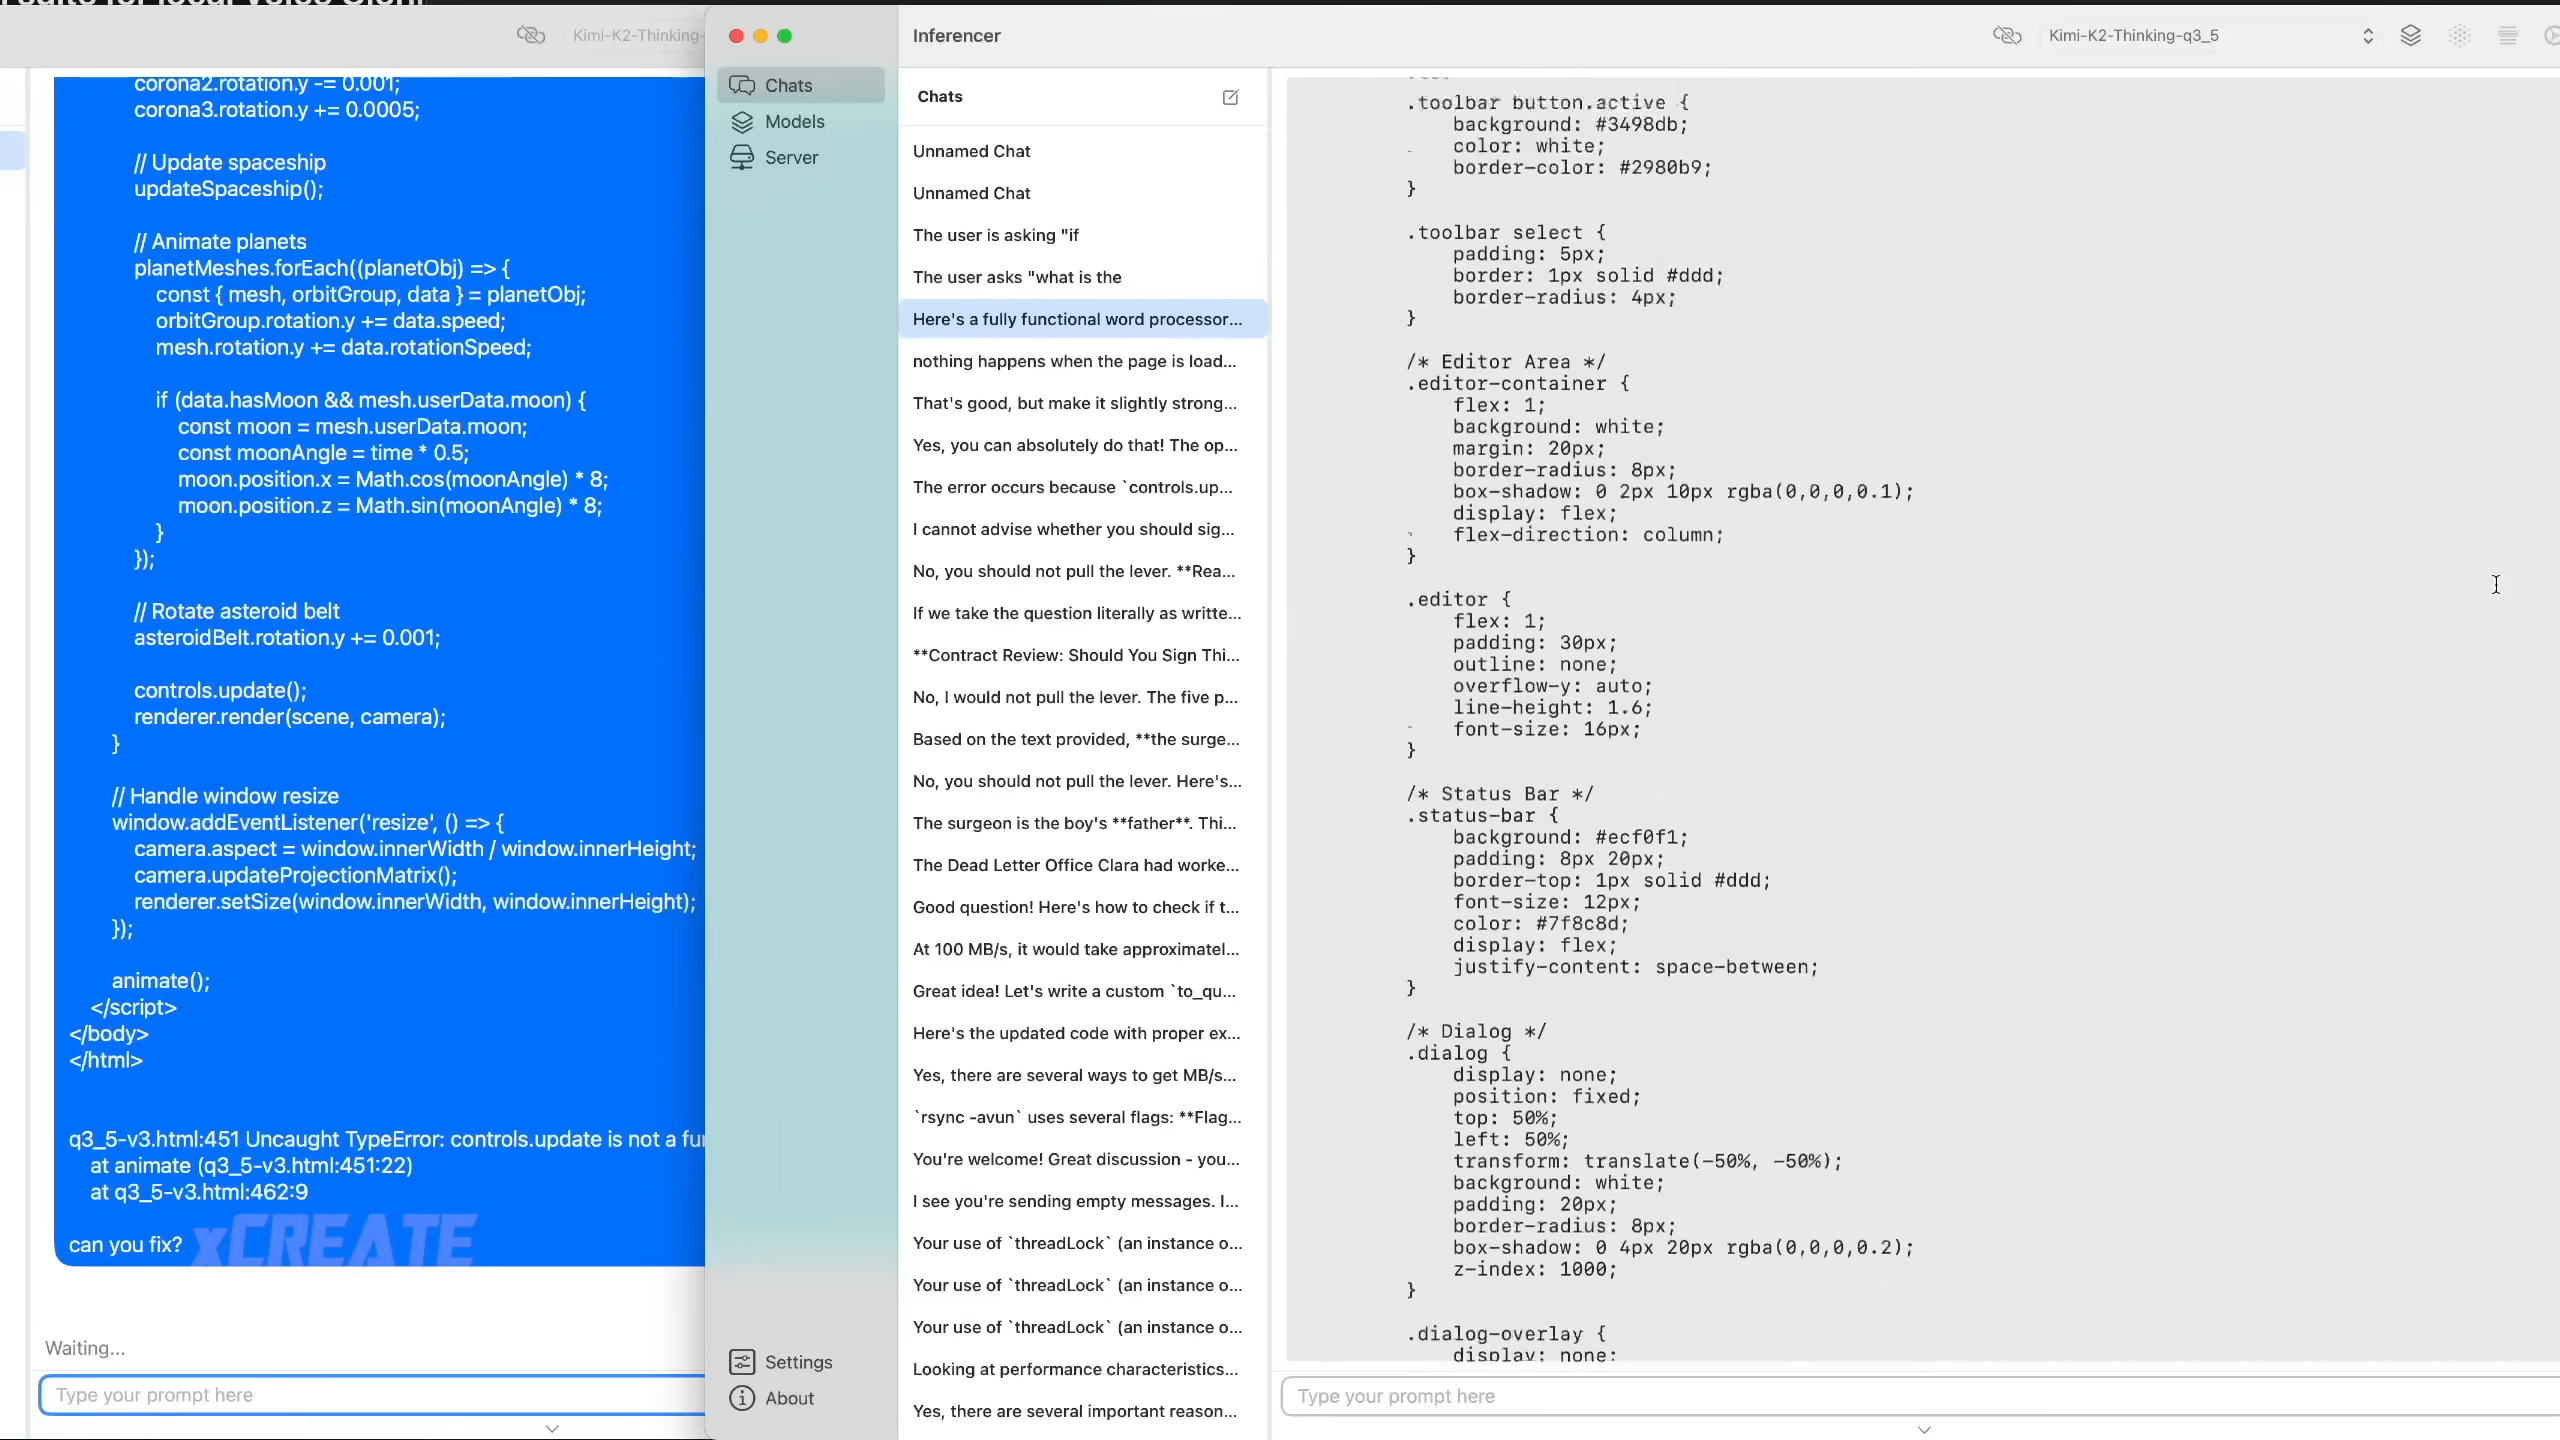 Kimi-K2-Thinking-
corona2.rotation.y -= 0.001;
corona3.rotation.y += 0.0005;
// Update spaceship
updateSpaceship();
// Animate planets
planetMeshes.forEach((planetObj) => {
const { mesh, orbitGroup, data } = planetObj;
orbitGroup.rotation.y += data.speed;
mesh.rotation.y += data.rotationSpeed;
if (data.hasMoon && mesh.userData.moon) {
const moon = mesh.userData.moon;
const moonAngle = time * 0.5;
moon.position.x = Math.cos(moonAngle) * 8;
moon.position.z = Math.sin(moonAngle) * 8;
}
});
// Rotate asteroid belt
asteroidBelt.rotation.y += 0.001;
controls.update();
renderer.render(scene, camera);
}
// Handle window resize
window.addEventListener('resize', () => {
camera.aspect = window.innerWidth / window.innerHeight;
camera.updateProjectionMatrix();
renderer.setSize(window.innerWidth, window.innerHeight);
});
animate();
</script>
</body>
</html>
q3_5-v3.html:451 Uncaught TypeError: controls.update is not a fu
at animate (q3_5-v3.html:451:22)
at q3_5-v3.html:462:9
can you fix?
xCREATE
Waiting...
Type your prompt here
Chats
Models
Server
Settings
About
Inferencer
Kimi-K2-Thinking-q3_5
Chats
Unnamed Chat
Unnamed Chat
The user is asking "if
The user asks "what is the
Here's a fully functional word processor...
nothing happens when the page is load...
That's good, but make it slightly strong...
Yes, you can absolutely do that! The op...
The error occurs because `controls.up...
I cannot advise whether you should sig...
No, you should not pull the lever. **Rea...
If we take the question literally as writte...
**Contract Review: Should You Sign Thi...
No, I would not pull the lever. The five p...
Based on the text provided, **the surge...
No, you should not pull the lever. Here's...
The surgeon is the boy's **father**. Thi...
The Dead Letter Office Clara had worke...
Good question! Here's how to check if t...
At 100 MB/s, it would take approximatel...
Great idea! Let's write a custom `to_qu...
Here's the updated code with proper ex...
Yes, there are several ways to get MB/s...
`rsync -avun` uses several flags: **Flag...
You're welcome! Great discussion - you...
I see you're sending empty messages. I...
Your use of `threadLock` (an instance o...
Your use of `threadLock` (an instance o...
Your use of `threadLock` (an instance o...
Looking at performance characteristics...
Yes, there are several important reason...
.toolbar button.active {
background: #3498db;
color: white;
border-color: #2980b9;
}
.toolbar select {
padding: 5px;
border: 1px solid #ddd;
border-radius: 4px;
}
/* Editor Area */
.editor-container {
flex: 1;
background: white;
margin: 20px;
border-radius: 8px;
box-shadow: 0 2px 10px rgba(0,0,0,0.1);
display: flex;
flex-direction: column;
}
.editor {
flex: 1;
padding: 30px;
outline: none;
overflow-y: auto;
line-height: 1.6;
font-size: 16px;
}
/* Status Bar */
.status-bar {
background: #ecf0f1;
padding: 8px 20px;
border-top: 1px solid #ddd;
font-size: 12px;
color: #7f8c8d;
display: flex;
justify-content: space-between;
}
/* Dialog */
.dialog {
display: none;
position: fixed;
top: 50%;
left: 50%;
transform: translate(-50%, -50%);
background: white;
padding: 20px;
border-radius: 8px;
box-shadow: 0 4px 20px rgba(0,0,0,0.2);
z-index: 1000;
}
.dialog-overlay {
display: none;
Type your prompt here